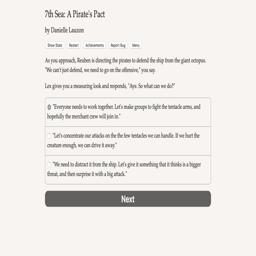 7th Sea: A Pirate's Pact
by Danielle Lauzon
Show Stats Restart Achievements Report Bug Menu
As you approach, Reuben is directing the pirates to defend the ship from the giant octopus.
"We can't just defend, we need to go on the offensive," you say.
Lex gives you a measuring look and responds, "Aye. So what can we do?"
"Everyone needs to work together. Let's make groups to fight the tentacle arms, and
hopefully the merchant crew will join in."
"Let's concentrate our attacks on the the few tentacles we can handle. If we hurt the
creature enough, we can drive it away."
"We need to distract it from the ship. Let's give it something that it thinks is a bigger
threat, and then surprise it with a big attack."
Next